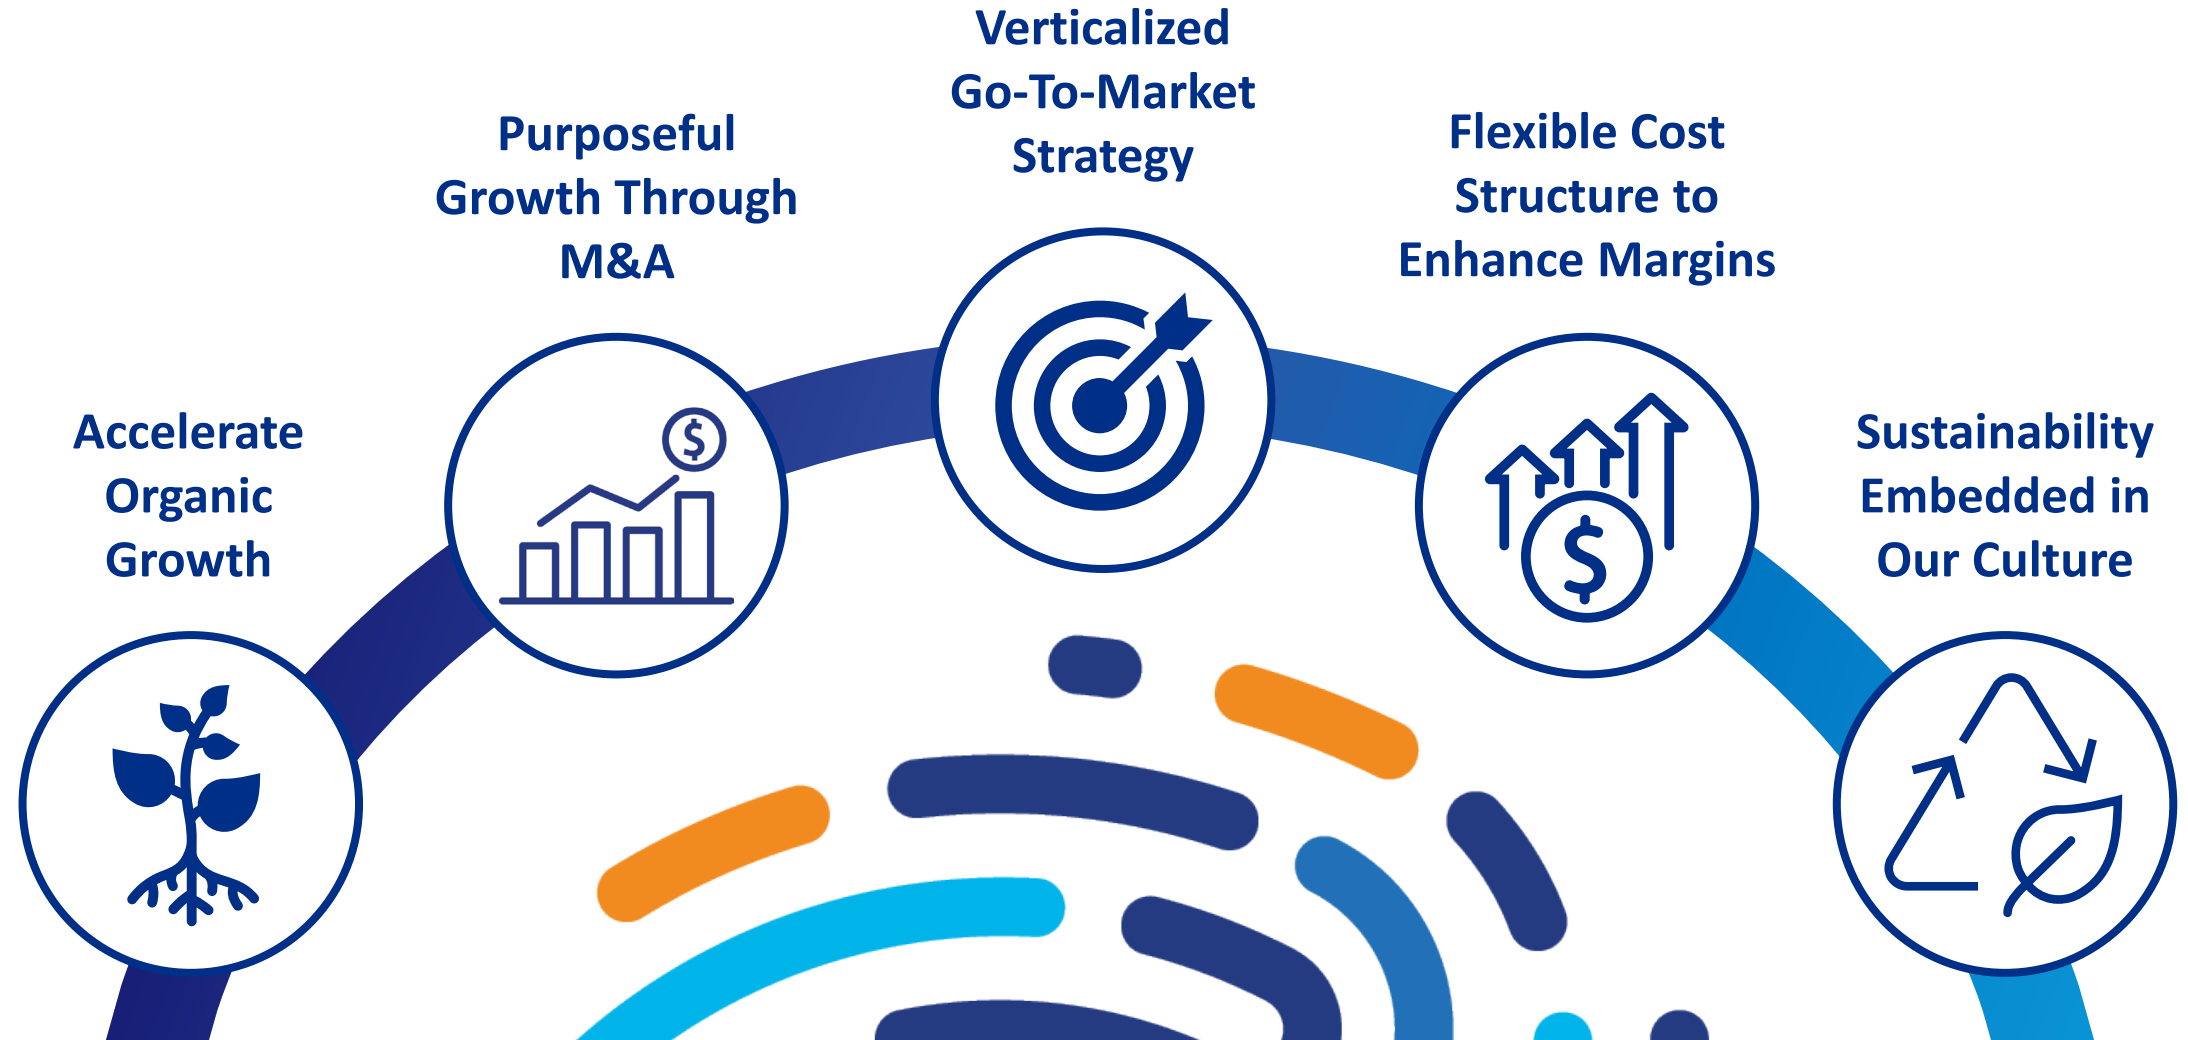 Accelerate
Organic
Growth
Purposeful
Growth Through
M&A
$
Verticalized
Go-To-Market
Strategy
Flexible Cost
Structure to
Enhance Margins
$
Sustainability
Embedded in
Our Culture